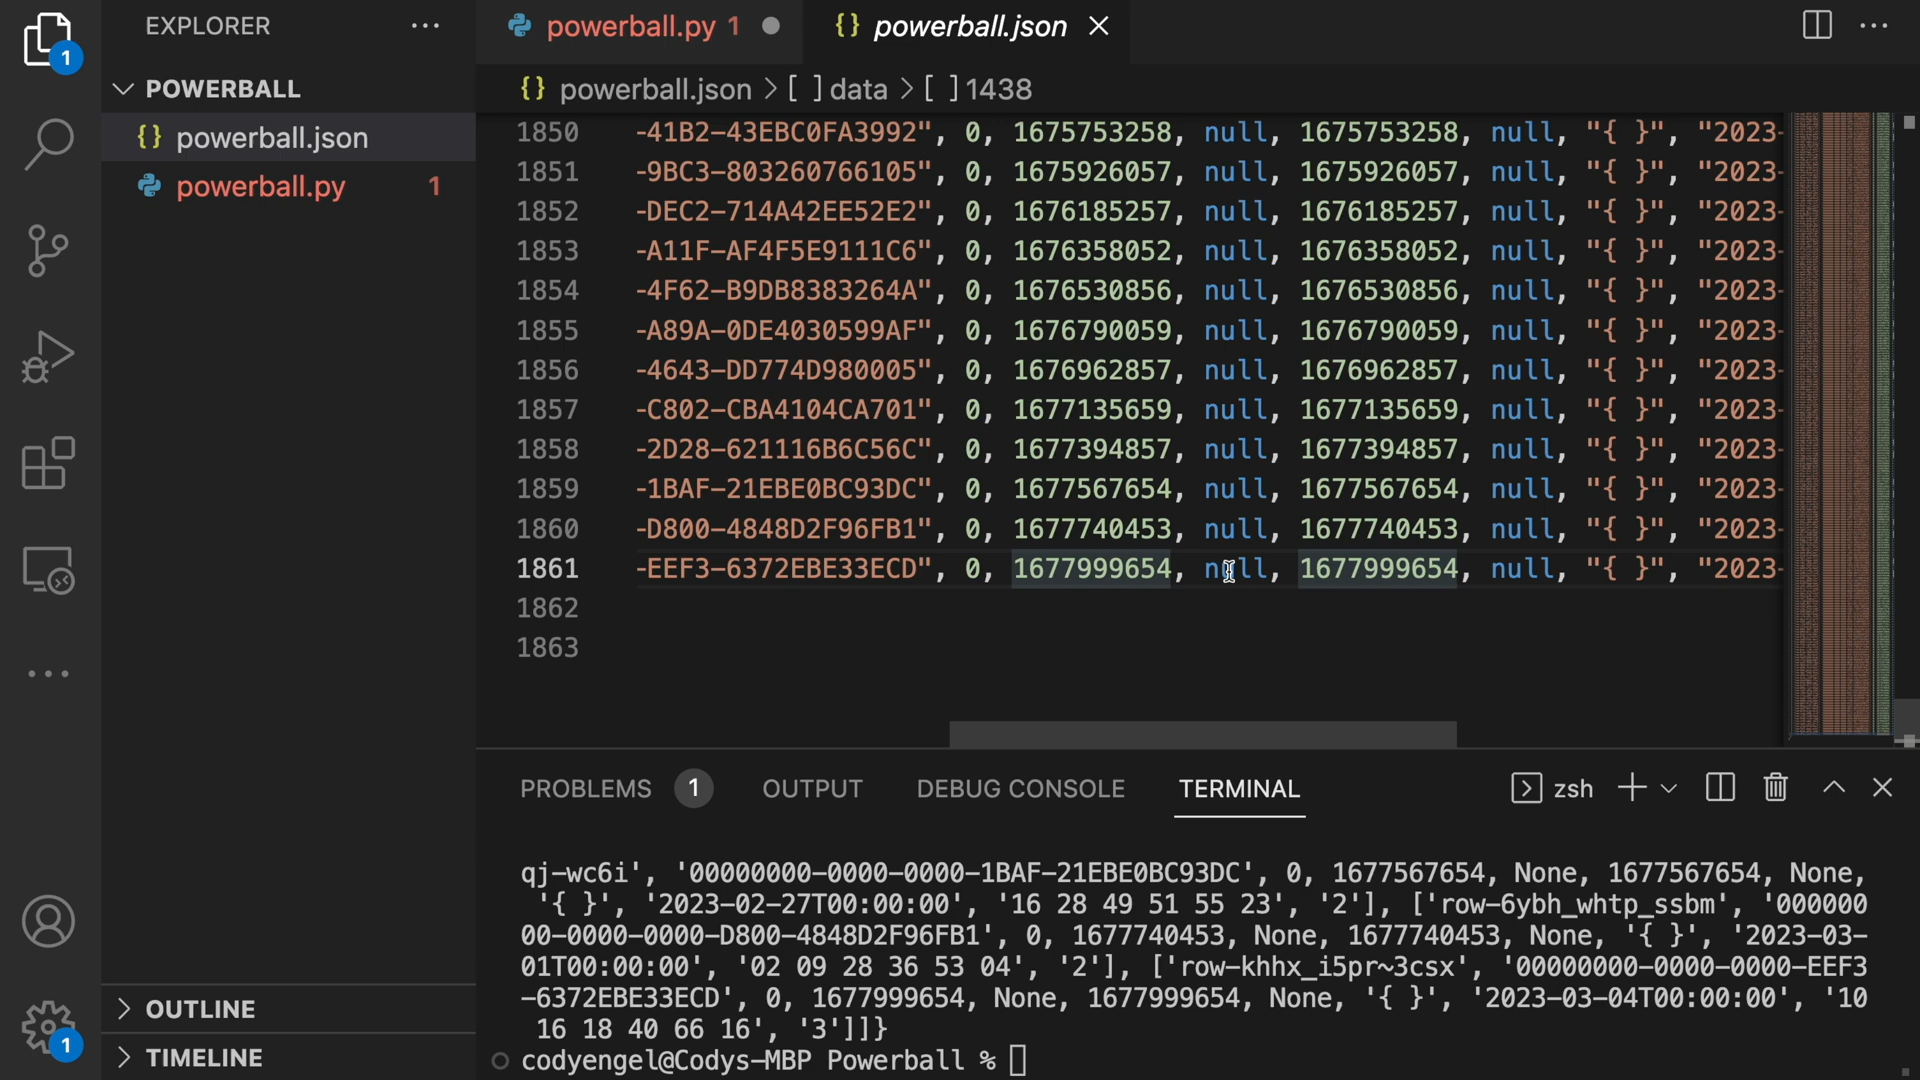 EXPLORER
POWERBALL
powerball.json
powerball.py 1
OUTLINE
TIMELINE
1
1
powerball.py 1
powerball.json
powerball.json > [ ] data > [ ] 1438
1850 -41B2-43EBC0FA3992", 0, 1675753258, null, 1675753258, null, "{ }", "2023-
1851 -9BC3-803260766105", 0, 1675926057, null, 1675926057, null, "{ }", "2023-
1852 -DEC2-714A42EE52E2", 0, 1676185257, null, 1676185257, null, "{ }", "2023-
1853 -A11F-AF4F5E9111C6", 0, 1676358052, null, 1676358052, null, "{ }", "2023-
1854 -4F62-B9DB8383264A", 0, 1676530856, null, 1676530856, null, "{ }", "2023-
1855 -A89A-0DE4030599AF", 0, 1676790059, null, 1676790059, null, "{ }", "2023-
1856 -4643-DD774D980005", 0, 1676962857, null, 1676962857, null, "{ }", "2023-
1857 -C802-CBA4104CA701", 0, 1677135659, null, 1677135659, null, "{ }", "2023-
1858 -2D28-621116B6C56C", 0, 1677394857, null, 1677394857, null, "{ }", "2023-
1859 -1BAF-21EBE0BC93DC", 0, 1677567654, null, 1677567654, null, "{ }", "2023-
1860 -D800-4848D2F96FB1", 0, 1677740453, null, 1677740453, null, "{ }", "2023-
1861 -EEF3-6372EBE33ECD", 0, 1677999654, null, 1677999654, null, "{ }", "2023-
1862
1863
PROBLEMS 1 OUTPUT DEBUG CONSOLE TERMINAL zsh
qj-wc6i', '00000000-0000-0000-1BAF-21EBE0BC93DC', 0, 1677567654, None, 1677567654, None,
'{ }', '2023-02-27T00:00:00', '16 28 49 51 55 23', '2'], ['row-6ybh_whtp_ssbm', '000000
00-0000-0000-D800-4848D2F96FB1', 0, 1677740453, None, 1677740453, None, '{ }', '2023-03-
01T00:00:00', '02 09 28 36 53 04', '2'], ['row-khhx_i5pr~3csx', '00000000-0000-0000-EEF3
-6372EBE33ECD', 0, 1677999654, None, 1677999654, None, '{ }', '2023-03-04T00:00:00', '10
16 18 40 66 16', '3']]}
codyengel@Codys-MBP Powerball %